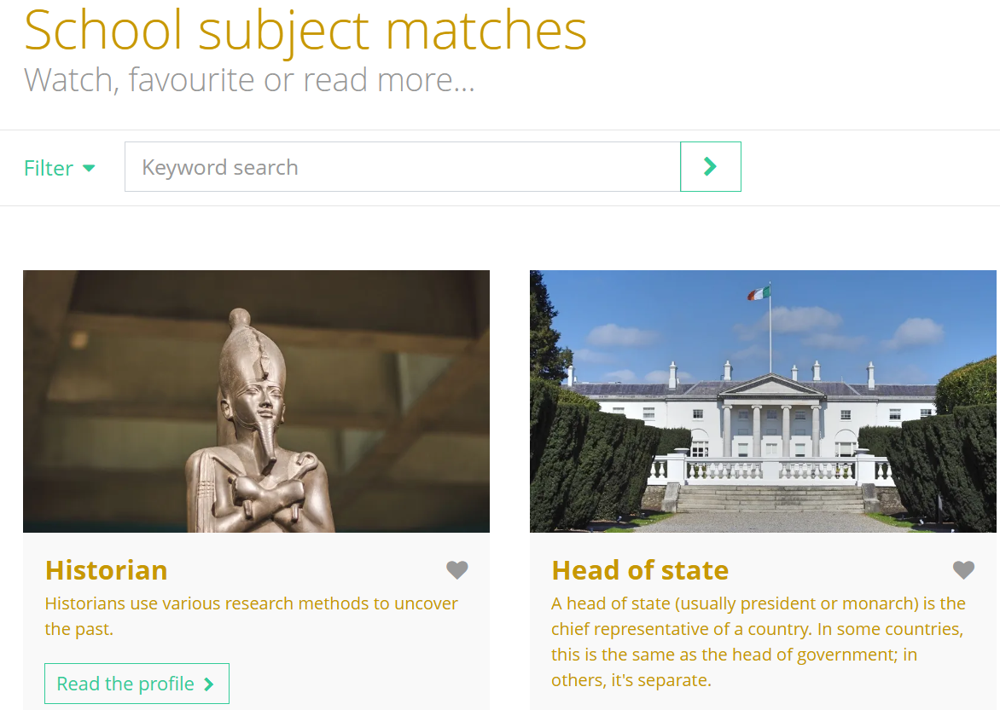 School subject matches
Watch, favourite or read more...
Filter
Keyword search
Historian
Historians use various research methods to uncover
the past.
Read the profile
Head of state
A head of state (usually president or monarch) is the
chief representative of a country. In some countries,
this is the same as the head of government; in
others, it's separate.